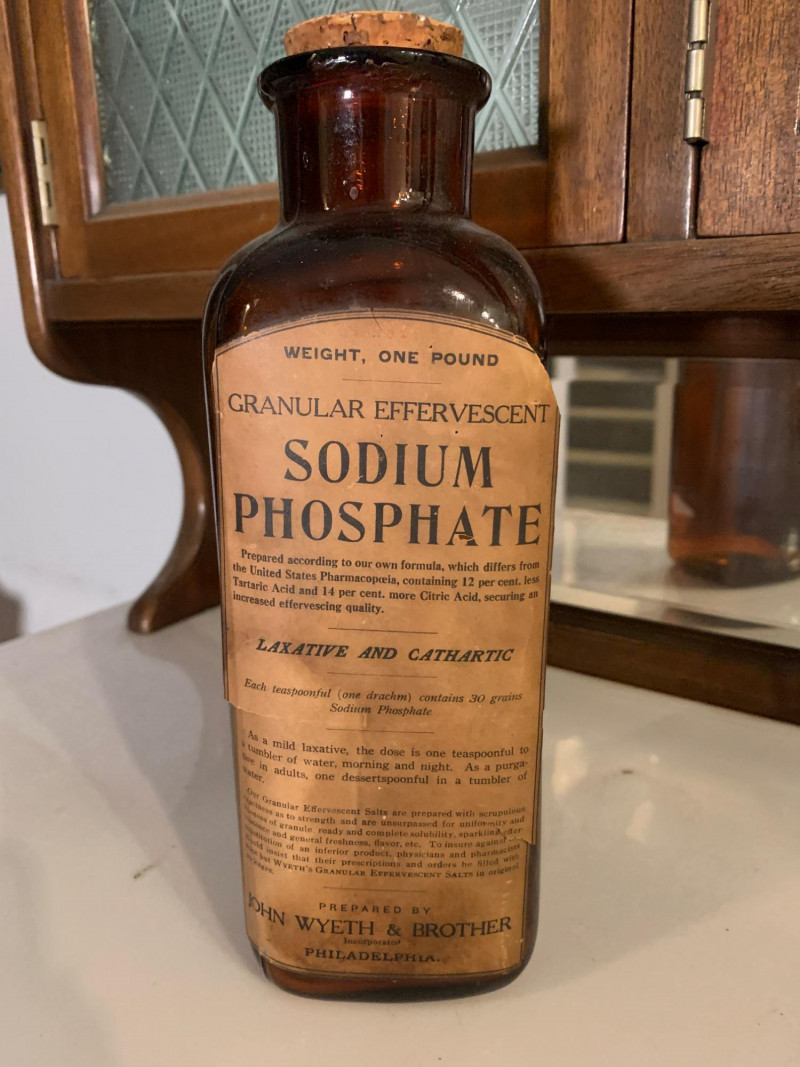 WEIGHT, ONE POUND
GRANULAR EFFERVESCENT
SODIUM
PHOSPHATE
Prepared according to our own formula, which differs from
the United States Pharmacopœia, containing 12 per cent. less
Tartaric Acid and 14 per cent. more Citric Acid, securing an
increased effervescing quality.
LAXATIVE AND CATHARTIC
Each teaspoonful (one drachm) contains 30 grains
Sodium Phosphate
As a mild laxative, the dose is one teaspoonful to
tumbler of water, morning and night. As a purga-
tive in adults, one dessertspoonful in a tumbler of
water.
Our Granular Effervescent Salts are prepared with scrupulous
as to strength and are unsurpassed for uniformity and
of granule, ready and complete solubility, sparkling after
and general freshness, flavor, etc. To insure against
of an inferior product, physicians and pharmacists
insist that their prescriptions and orders be filled with
but WYETH'S GRANULAR EFFERVESCENT SALTS in original
PREPARED BY
JOHN WYETH & BROTHER
Incorporated
PHILADELPHIA.